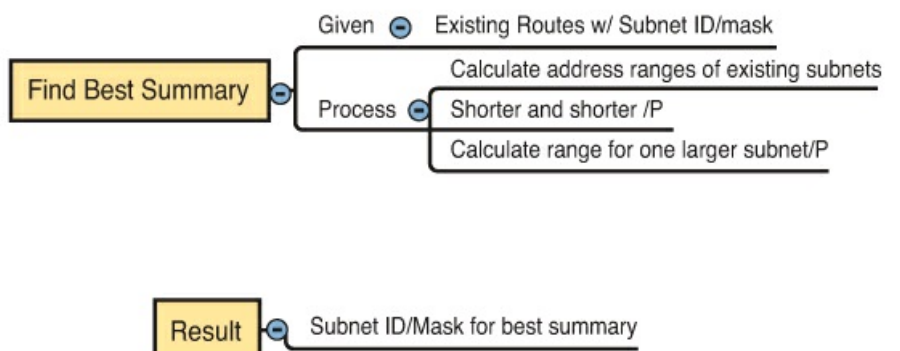 Given
Existing Routes w/ Subnet ID/mask
Find Best Summary
Calculate address ranges of existing subnets
Process
Shorter and shorter /P
Calculate range for one larger subnet/P
Result
Subnet ID/Mask for best summary